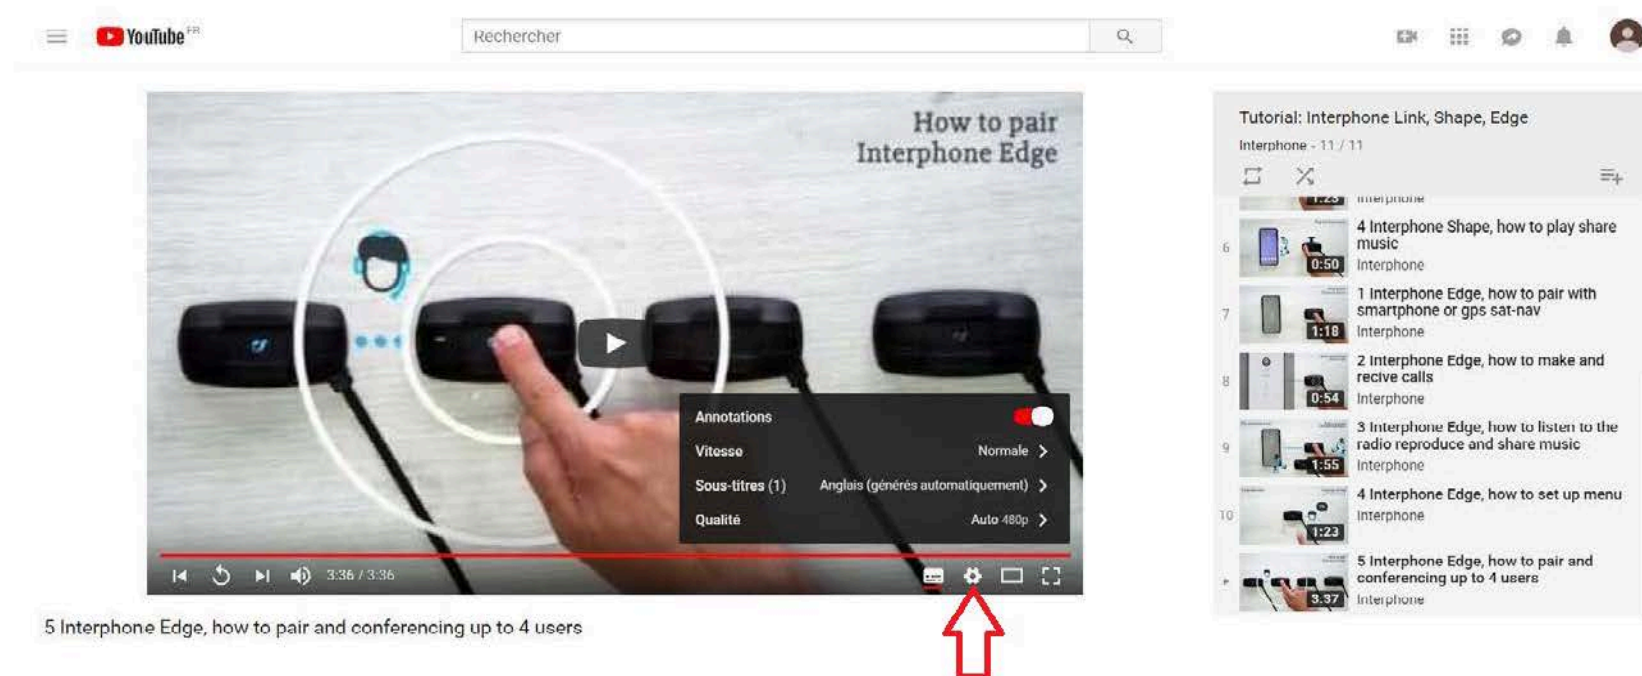 YouTube FR
Rechercher
How to pair
Interphone Edge
Annotations
Vitesse Normale
Sous-titres (1) Anglais (générés automatiquement)
Qualité Auto 480p
3:36 / 3:36
5 Interphone Edge, how to pair and conferencing up to 4 users
Tutorial: Interphone Link, Shape, Edge
Interphone - 11 / 11
Interphone
6
0:50
4 Interphone Shape, how to play share
music
Interphone
7
1:18
1 Interphone Edge, how to pair with
smartphone or gps sat-nav
Interphone
8
0:54
2 Interphone Edge, how to make and
recive calls
Interphone
9
1:55
3 Interphone Edge, how to listen to the
radio reproduce and share music
Interphone
10
1:23
4 Interphone Edge, how to set up menu
Interphone
3:37
5 Interphone Edge, how to pair and
conferencing up to 4 users
Interphone